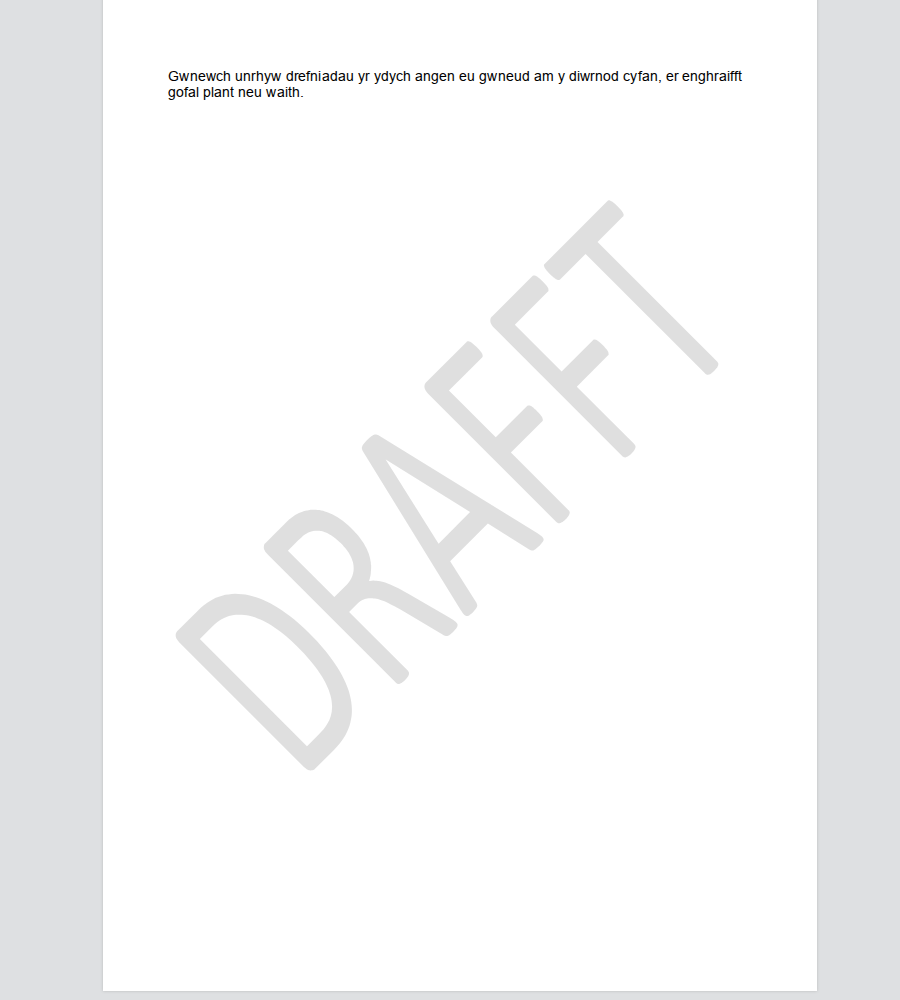 Gwnewch unrhyw drefniadau yr ydych angen eu gwneud am y diwrnod cyfan, er enghraifft
gofal plant neu waith.
DRAFFT